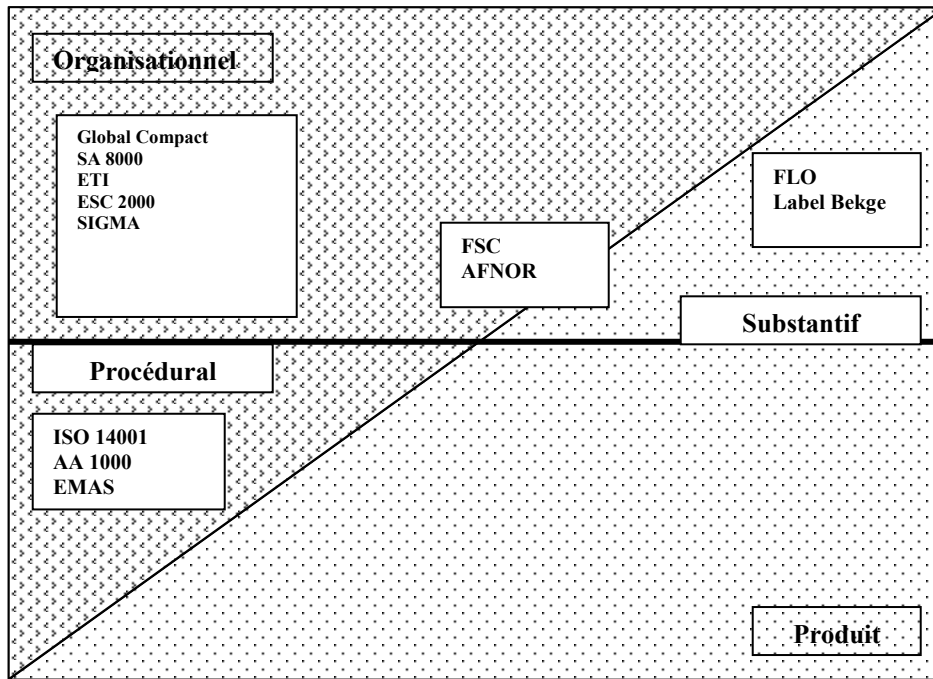 Organisationnel
Global Compact
SA 8000
ETI
ESC 2000
SIGMA
FLO
Label Bekge
FSC
AFNOR
Substantif
Procédural
ISO 14001
AA 1000
EMAS
Produit